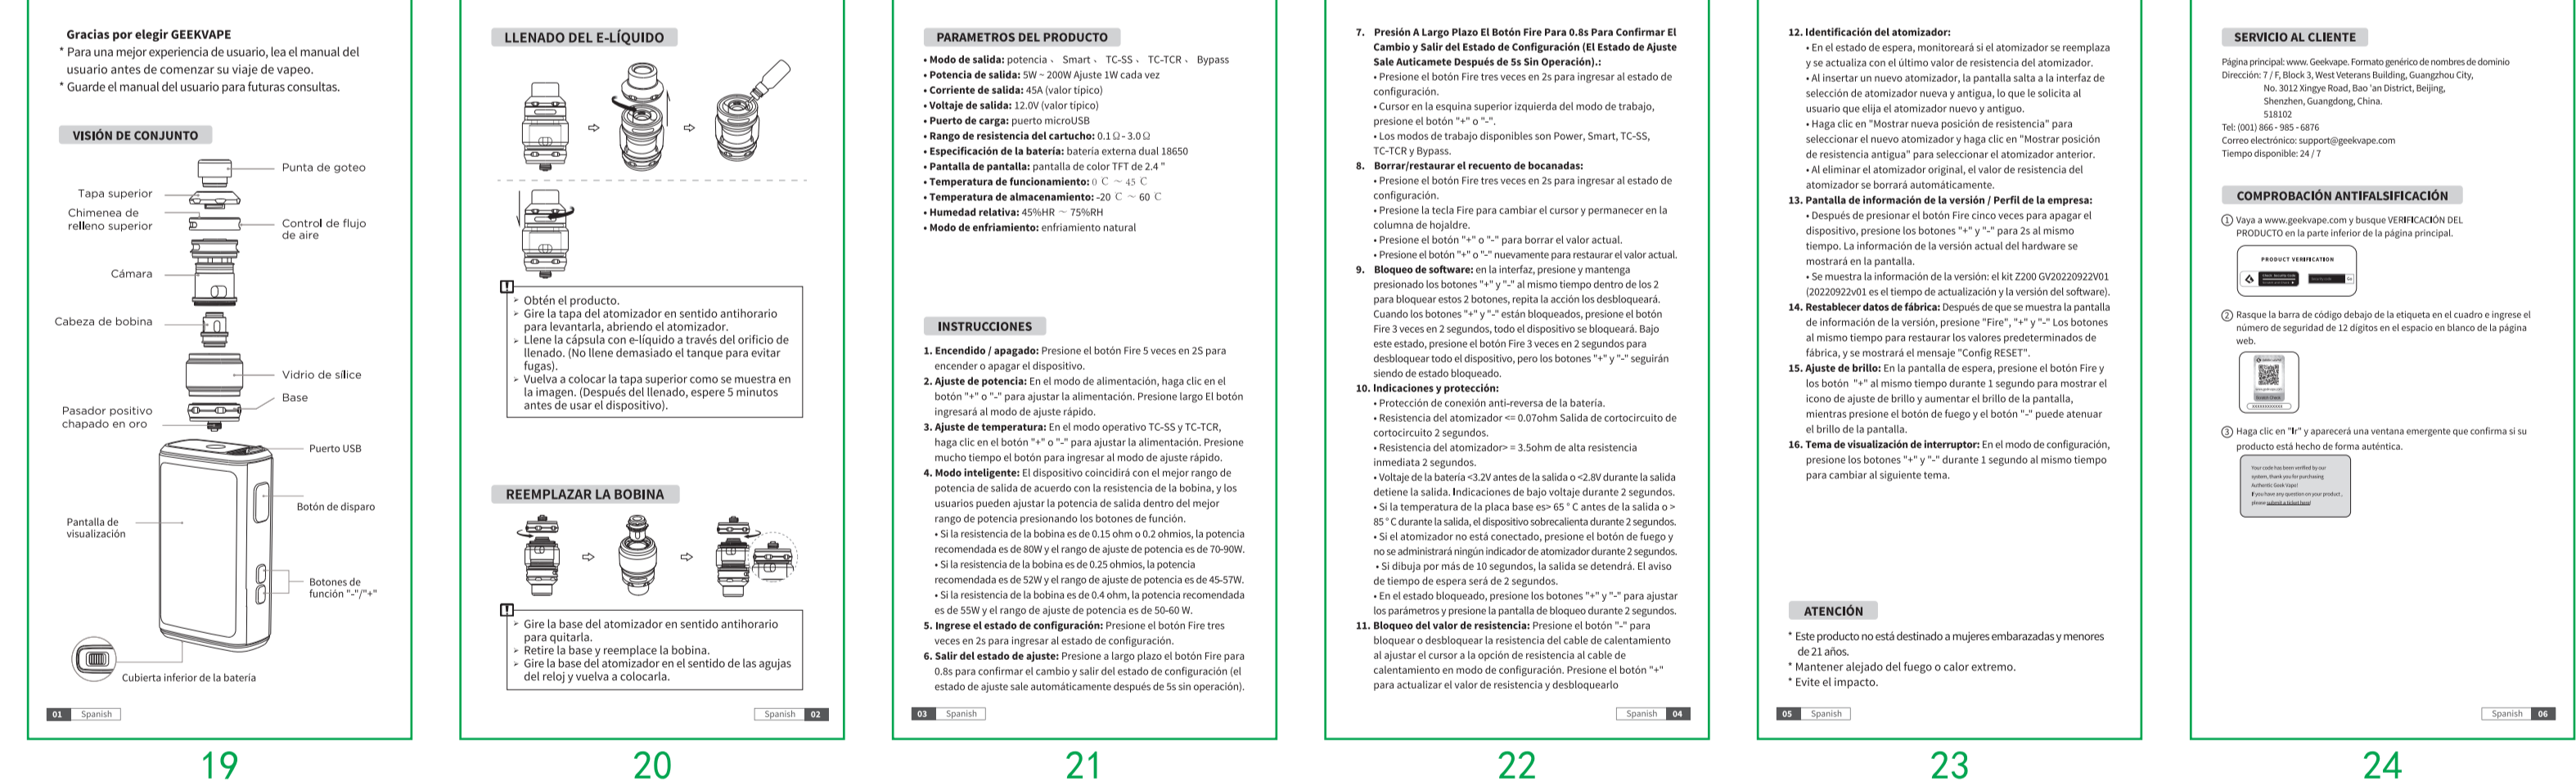 Gracias por elegir GEEKVAPE
* Para una mejor experiencia de usuario, lea el manual del
usuario antes de comenzar su viaje de vapeo.
* Guarde el manual del usuario para futuras consultas.
VISIÓN DE CONJUNTO
Punta de goteo
Tapa superior
Chimenea de
relleno superior
Control de flujo
de aire
Cámara
Cabeza de bobina
Vidrio de sílice
Base
Pasador positivo
chapado en oro
Puerto USB
Botón de disparo
Pantalla de
visualización
Botones de
función "-"/"+"
Cubierta inferior de la batería
01 Spanish
19
LLENADO DEL E-LÍQUIDO
➢ Obtén el producto.
➢ Gire la tapa del atomizador en sentido antihorario
para levantarla, abriendo el atomizador.
➢ Llene la cápsula con e-líquido a través del orificio de
llenado. (No llene demasiado el tanque para evitar
fugas).
➢ Vuelva a colocar la tapa superior como se muestra en
la imagen. (Después del llenado, espere 5 minutos
antes de usar el dispositivo).
REEMPLAZAR LA BOBINA
➢ Gire la base del atomizador en sentido antihorario
para quitarla.
➢ Retire la base y reemplace la bobina.
➢ Gire la base del atomizador en el sentido de las agujas
del reloj y vuelva a colocarla.
Spanish 02
20
PARAMETROS DEL PRODUCTO
• Modo de salida: potencia 、 Smart 、 TC-SS 、 TC-TCR 、 Bypass
• Potencia de salida: 5W ~ 200W Ajuste 1W cada vez
• Corriente de salida: 45A (valor típico)
• Voltaje de salida: 12.0V (valor típico)
• Puerto de carga: puerto microUSB
• Rango de resistencia del cartucho: 0.1Ω - 3.0Ω
• Especificación de la batería: batería externa dual 18650
• Pantalla de pantalla: pantalla de color TFT de 2.4 "
• Temperatura de funcionamiento: 0 C ~ 45 C
• Temperatura de almacenamiento: -20 C ~ 60 C
• Humedad relativa: 45%HR ~ 75%RH
• Modo de enfriamiento: enfriamiento natural
INSTRUCCIONES
1. Encendido / apagado: Presione el botón Fire 5 veces en 2S para
encender o apagar el dispositivo.
2. Ajuste de potencia: En el modo de alimentación, haga clic en el
botón "+" o "-" para ajustar la alimentación. Presione largo El botón
ingresará al modo de ajuste rápido.
3. Ajuste de temperatura: En el modo operativo TC-SS y TC-TCR,
haga clic en el botón "+" o "-" para ajustar la alimentación. Presione
mucho tiempo el botón para ingresar al modo de ajuste rápido.
4. Modo inteligente: El dispositivo coincidirá con el mejor rango de
potencia de salida de acuerdo con la resistencia de la bobina, y los
usuarios pueden ajustar la potencia de salida dentro del mejor
rango de potencia presionando los botones de función.
• Si la resistencia de la bobina es de 0.15 ohm o 0.2 ohmios, la potencia
recomendada es de 80W y el rango de ajuste de potencia es de 70-90W.
• Si la resistencia de la bobina es de 0.25 ohmios, la potencia
recomendada es de 52W y el rango de ajuste de potencia es de 45-57W.
• Si la resistencia de la bobina es de 0.4 ohm, la potencia recomendada
es de 55W y el rango de ajuste de potencia es de 50-60 W.
5. Ingrese el estado de configuración: Presione el botón Fire tres
veces en 2s para ingresar al estado de configuración.
6. Salir del estado de ajuste: Presione a largo plazo el botón Fire para
0.8s para confirmar el cambio y salir del estado de configuración (el
estado de ajuste sale automáticamente después de 5s sin operación).
03 Spanish
21
7. Presión A Largo Plazo El Botón Fire Para 0.8s Para Confirmar El
Cambio y Salir del Estado de Configuración (El Estado de Ajuste
Sale Auticamete Después de 5s Sin Operación).:
• Presione el botón Fire tres veces en 2s para ingresar al estado de
configuración.
• Cursor en la esquina superior izquierda del modo de trabajo,
presione el botón "+" o "-".
• Los modos de trabajo disponibles son Power, Smart, TC-SS,
TC-TCR y Bypass.
8. Borrar/restaurar el recuento de bocanadas:
• Presione el botón Fire tres veces en 2s para ingresar al estado de
configuración.
• Presione la tecla Fire para cambiar el cursor y permanecer en la
columna de hojaldre.
• Presione el botón "+" o "-" para borrar el valor actual.
• Presione el botón "+" o "-" nuevamente para restaurar el valor actual.
9. Bloqueo de software: en la interfaz, presione y mantenga
presionado los botones "+" y "-" al mismo tiempo dentro de los 2
para bloquear estos 2 botones, repita la acción los desbloqueará.
Cuando los botones "+" y "-" están bloqueados, presione el botón
Fire 3 veces en 2 segundos, todo el dispositivo se bloqueará. Bajo
este estado, presione el botón Fire 3 veces en 2 segundos para
desbloquear todo el dispositivo, pero los botones "+" y "-" seguirán
siendo de estado bloqueado.
10. Indicaciones y protección:
• Protección de conexión anti-reversa de la batería.
• Resistencia del atomizador <= 0.07ohm Salida de cortocircuito de
cortocircuito 2 segundos.
• Resistencia del atomizador> = 3.5ohm de alta resistencia
inmediata 2 segundos.
• Voltaje de la batería <3.2V antes de la salida o <2.8V durante la salida
detiene la salida. Indicaciones de bajo voltaje durante 2 segundos.
• Si la temperatura de la placa base es> 65 ° C antes de la salida o >
85 ° C durante la salida, el dispositivo sobrecalienta durante 2 segundos.
• Si el atomizador no está conectado, presione el botón de fuego y
no se administrará ningún indicador de atomizador durante 2 segundos.
• Si dibuja por más de 10 segundos, la salida se detendrá. El aviso
de tiempo de espera será de 2 segundos.
• En el estado bloqueado, presione los botones "+" y "-" para ajustar
los parámetros y presione la pantalla de bloqueo durante 2 segundos.
11. Bloqueo del valor de resistencia: Presione el botón "-" para
bloquear o desbloquear la resistencia del cable de calentamiento
al ajustar el cursor a la opción de resistencia al cable de
calentamiento en modo de configuración. Presione el botón "+"
para actualizar el valor de resistencia y desbloquearlo
Spanish 04
22
12. Identificación del atomizador:
• En el estado de espera, monitoreará si el atomizador se reemplaza
y se actualiza con el último valor de resistencia del atomizador.
• Al insertar un nuevo atomizador, la pantalla salta a la interfaz de
selección de atomizador nueva y antigua, lo que le solicita al
usuario que elija el atomizador nuevo y antiguo.
• Haga clic en "Mostrar nueva posición de resistencia" para
seleccionar el nuevo atomizador y haga clic en "Mostrar posición
de resistencia antigua" para seleccionar el atomizador anterior.
• Al eliminar el atomizador original, el valor de resistencia del
atomizador se borrará automáticamente.
13. Pantalla de información de la versión / Perfil de la empresa:
• Después de presionar el botón Fire cinco veces para apagar el
dispositivo, presione los botones "+" y "-" para 2s al mismo
tiempo. La información de la versión actual del hardware se
mostrará en la pantalla.
• Se muestra la información de la versión: el kit Z200 GV20220922V01
(20220922v01 es el tiempo de actualización y la versión del software).
14. Restablecer datos de fábrica: Después de que se muestra la pantalla
de información de la versión, presione "Fire", "+" y "-" Los botones
al mismo tiempo para restaurar los valores predeterminados de
fábrica, y se mostrará el mensaje "Config RESET".
15. Ajuste de brillo: En la pantalla de espera, presione el botón Fire y
los botón "+" al mismo tiempo durante 1 segundo para mostrar el
icono de ajuste de brillo y aumentar el brillo de la pantalla,
mientras presione el botón de fuego y el botón "-" puede atenuar
el brillo de la pantalla.
16. Tema de visualización de interruptor: En el modo de configuración,
presione los botones "+" y "-" durante 1 segundo al mismo tiempo
para cambiar al siguiente tema.
ATENCIÓN
* Este producto no está destinado a mujeres embarazadas y menores
de 21 años.
* Mantener alejado del fuego o calor extremo.
* Evite el impacto.
05 Spanish
23
SERVICIO AL CLIENTE
Página principal: www. Geekvape. Formato genérico de nombres de dominio
Dirección: 7 / F, Block 3, West Veterans Building, Guangzhou City,
No. 3012 Xingye Road, Bao 'an District, Beijing,
Shenzhen, Guangdong, China.
518102
Tel: (001) 866 - 985 - 6876
Correo electrónico: support@geekvape.com
Tiempo disponible: 24 / 7
COMPROBACIÓN ANTIFALSIFICACIÓN
① Vaya a www.geekvape.com y busque VERIFICACIÓN DEL
PRODUCTO en la parte inferior de la página principal.
PRODUCT VERIFICATION
② Rasque la barra de código debajo de la etiqueta en el cuadro e ingrese el
número de seguridad de 12 dígitos en el espacio en blanco de la página
web.
③ Haga clic en "Ir" y aparecerá una ventana emergente que confirma si su
producto está hecho de forma auténtica.
Your code has been verified by our
system, thank you for purchasing
Authentic Geek Vape!
If you have any question on your product,
please submit a ticket here!
Spanish 06
24